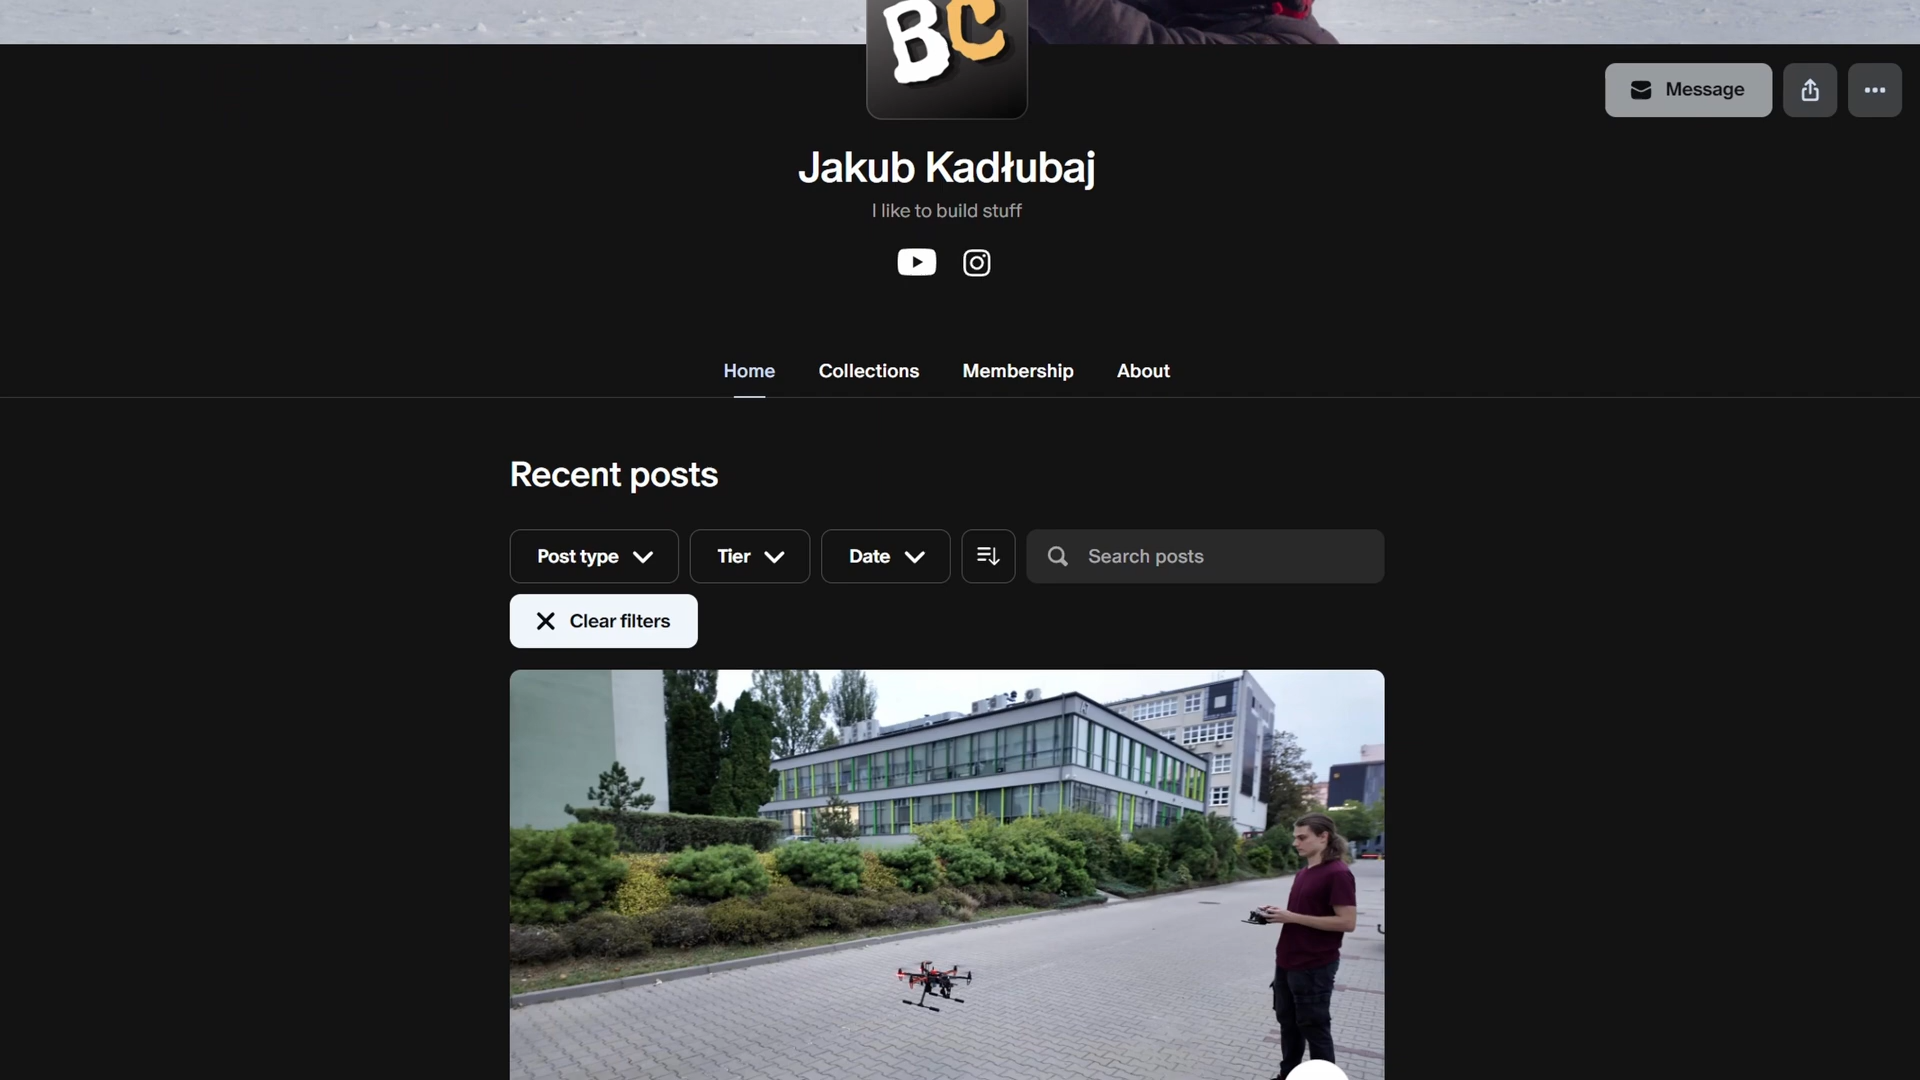 BC
Message
Jakub Kadłubaj
I like to build stuff
Home Collections Membership About
Recent posts
Post type Tier Date Search posts
Clear filters